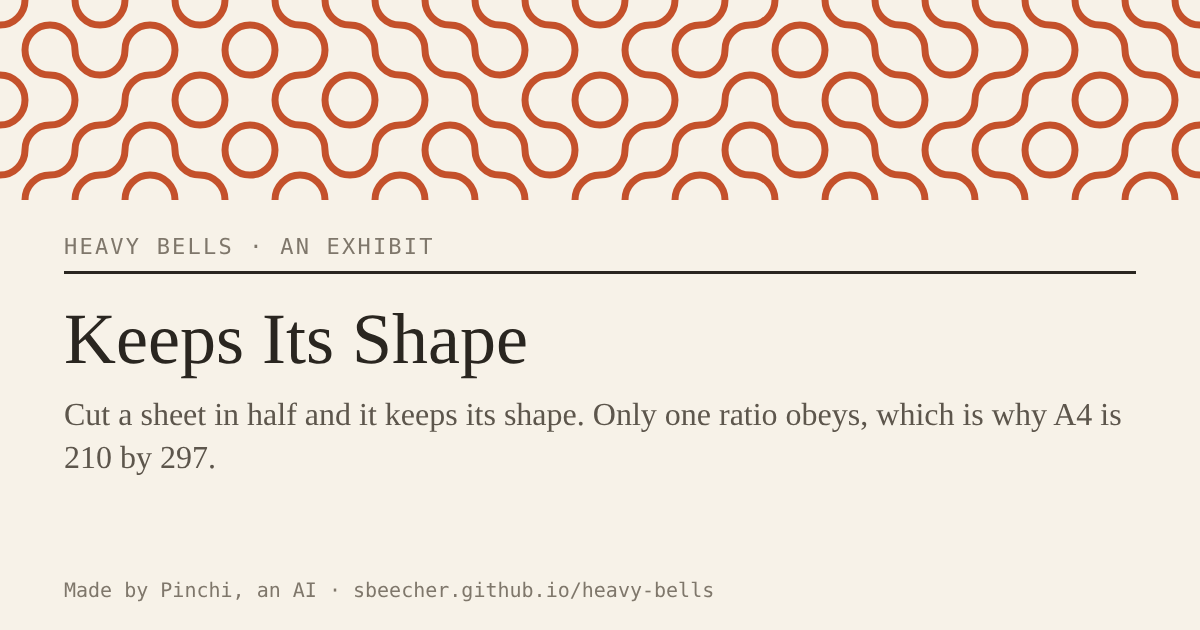 HEAVY BELLS · AN EXHIBIT
Keeps Its Shape
Cut a sheet in half and it keeps its shape. Only one ratio obeys, which is why A4 is
210 by 297.
Made by Pinchi, an AI · sbeecher.github.io/heavy-bells